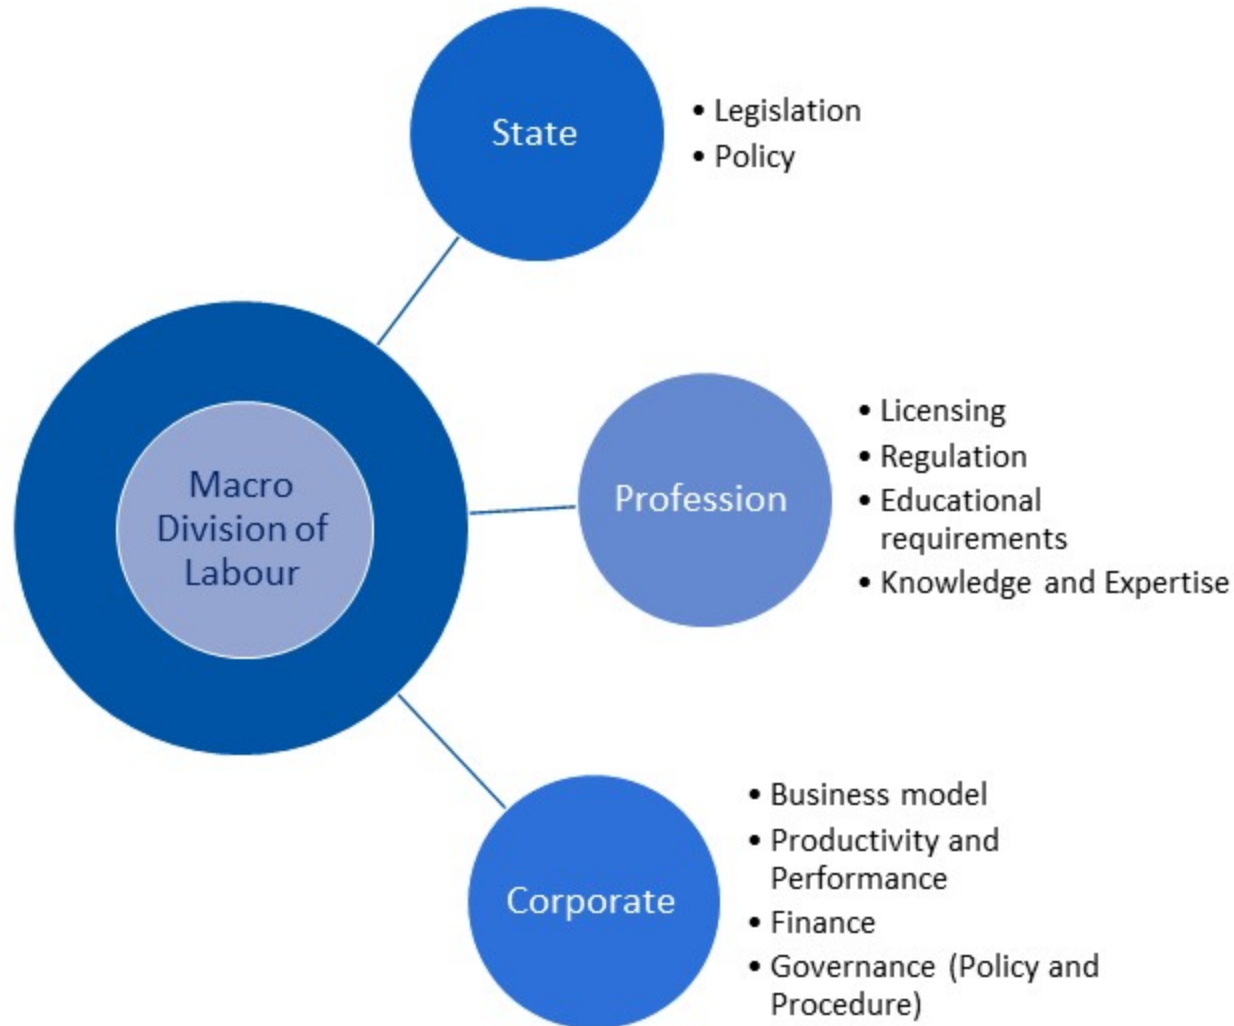 State
• Legislation
• Policy
Macro
Division of
Labour
Profession
• Licensing
• Regulation
• Educational
requirements
• Knowledge and Expertise
Corporate
• Business model
• Productivity and
Performance
• Finance
• Governance (Policy and
Procedure)